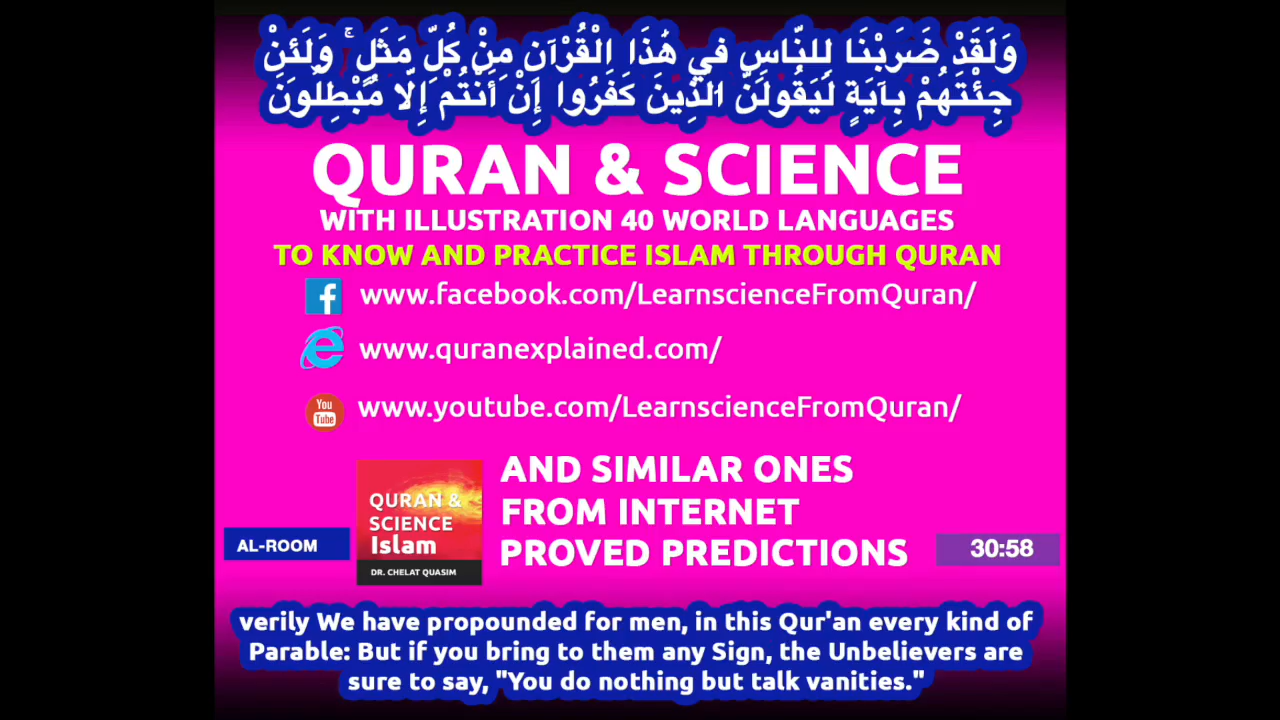 وَلَقَدْ ضَرَبْنَا لِلنَّاسِ فِي هَٰذَا الْقُرْآنِ مِنْ كُلِّ مَثَلٍ ۚ وَلَئِنْ
جِئْتَهُمْ بِآيَةٍ لَيَقُولَنَّ الَّذِينَ كَفَرُوا إِنْ أَنْتُمْ إِلَّا مُبْطِلُونَ
QURAN & SCIENCE
WITH ILLUSTRATION 40 WORLD LANGUAGES
TO KNOW AND PRACTICE ISLAM THROUGH QURAN
www.facebook.com/LearnscienceFromQuran/
www.quranexplained.com/
You
Tube
www.youtube.com/LearnscienceFromQuran/
AND SIMILAR ONES
FROM INTERNET
PROVED PREDICTIONS
QURAN &
SCIENCE
Islam
DR. CHELAT QUASIM
AL-ROOM
30:58
verily We have propounded for men, in this Qur'an every kind of
Parable: But if you bring to them any Sign, the Unbelievers are
sure to say, "You do nothing but talk vanities."